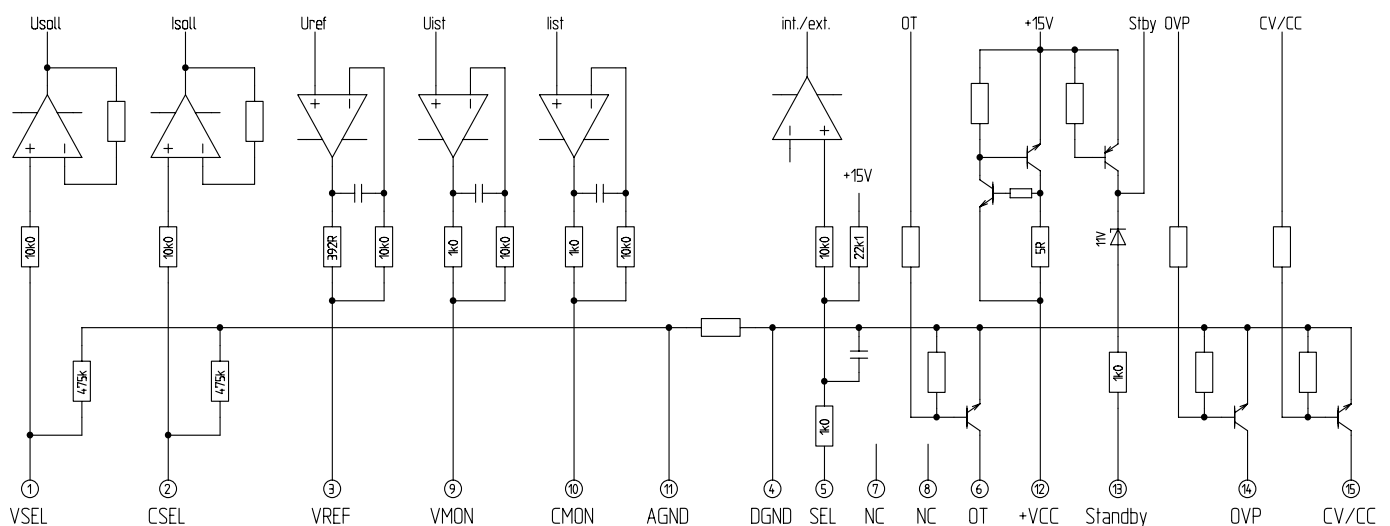 Usoll Isoll Uref Uist Iist int./ext. OT +15V Stby OVP CV/CC
+ − + − + − + − + − − +
+15V
10k0 10k0 392R 10k0 1k0 10k0 1k0 10k0 10k0 22k1 5R 11V
475k 475k 1k0
1k0
1 2 3 9 10 11 4 5 7 8 6 12 13 14 15
VSEL CSEL VREF VMON CMON AGND DGND SEL NC NC OT +VCC Standby OVP CV/CC